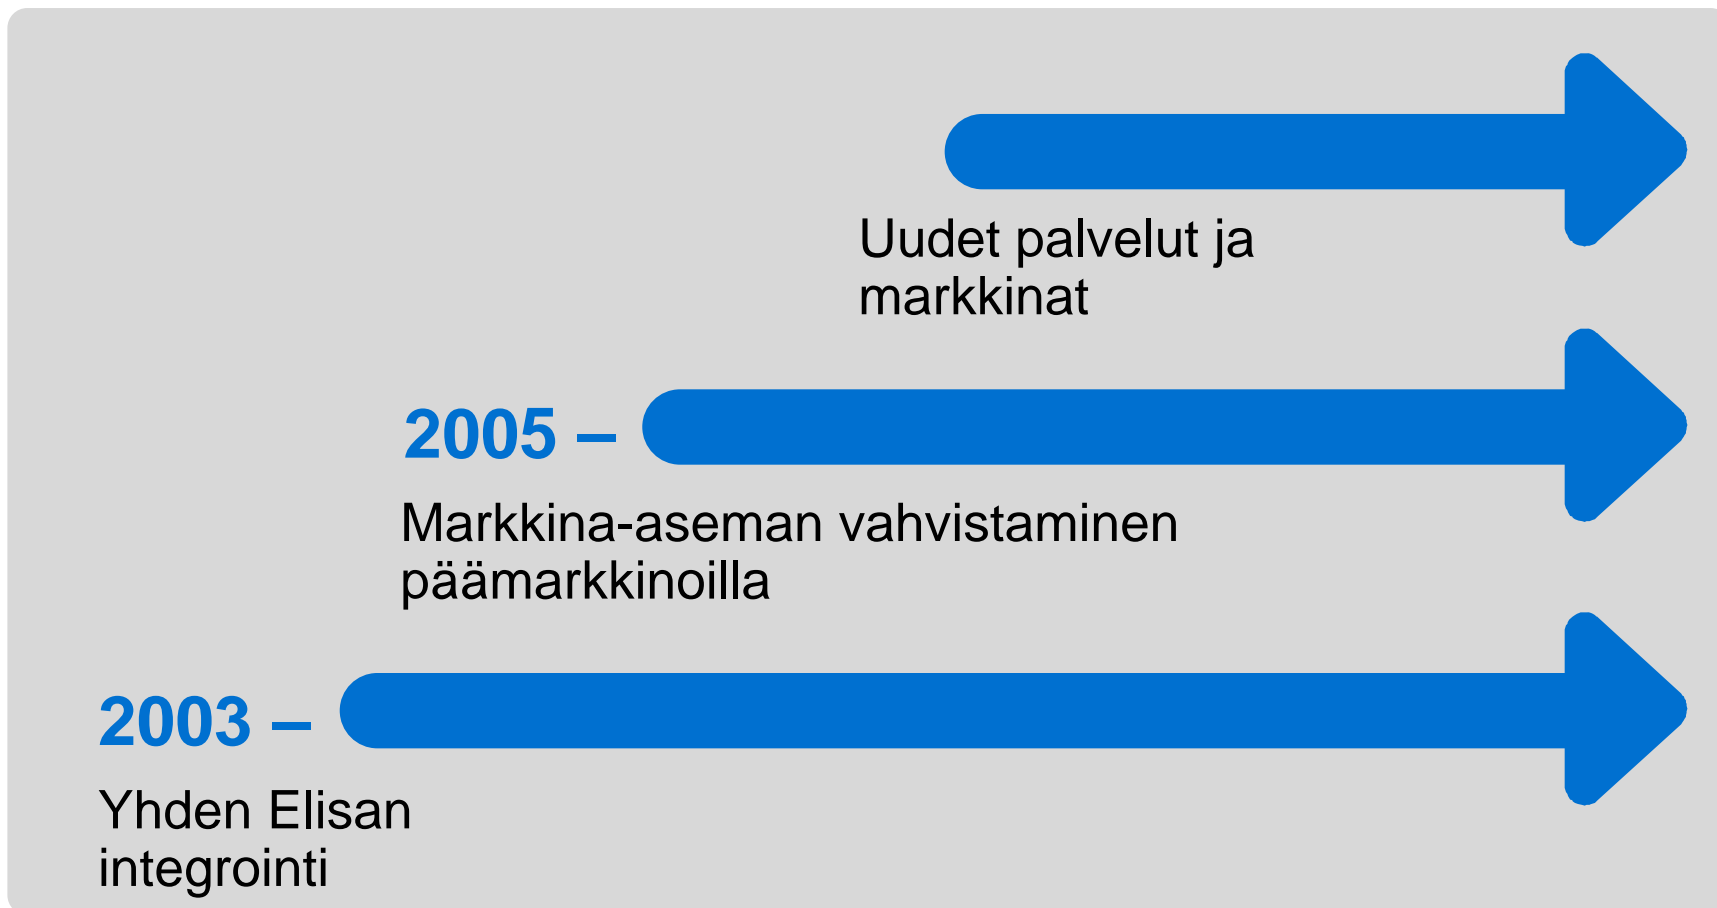 Uudet palvelut ja
markkinat
2005 –
Markkina-aseman vahvistaminen
päämarkkinoilla
2003 –
Yhden Elisan
integrointi